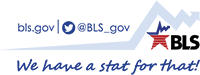 bls.gov | @BLS_gov
BLS
We have a stat for that!